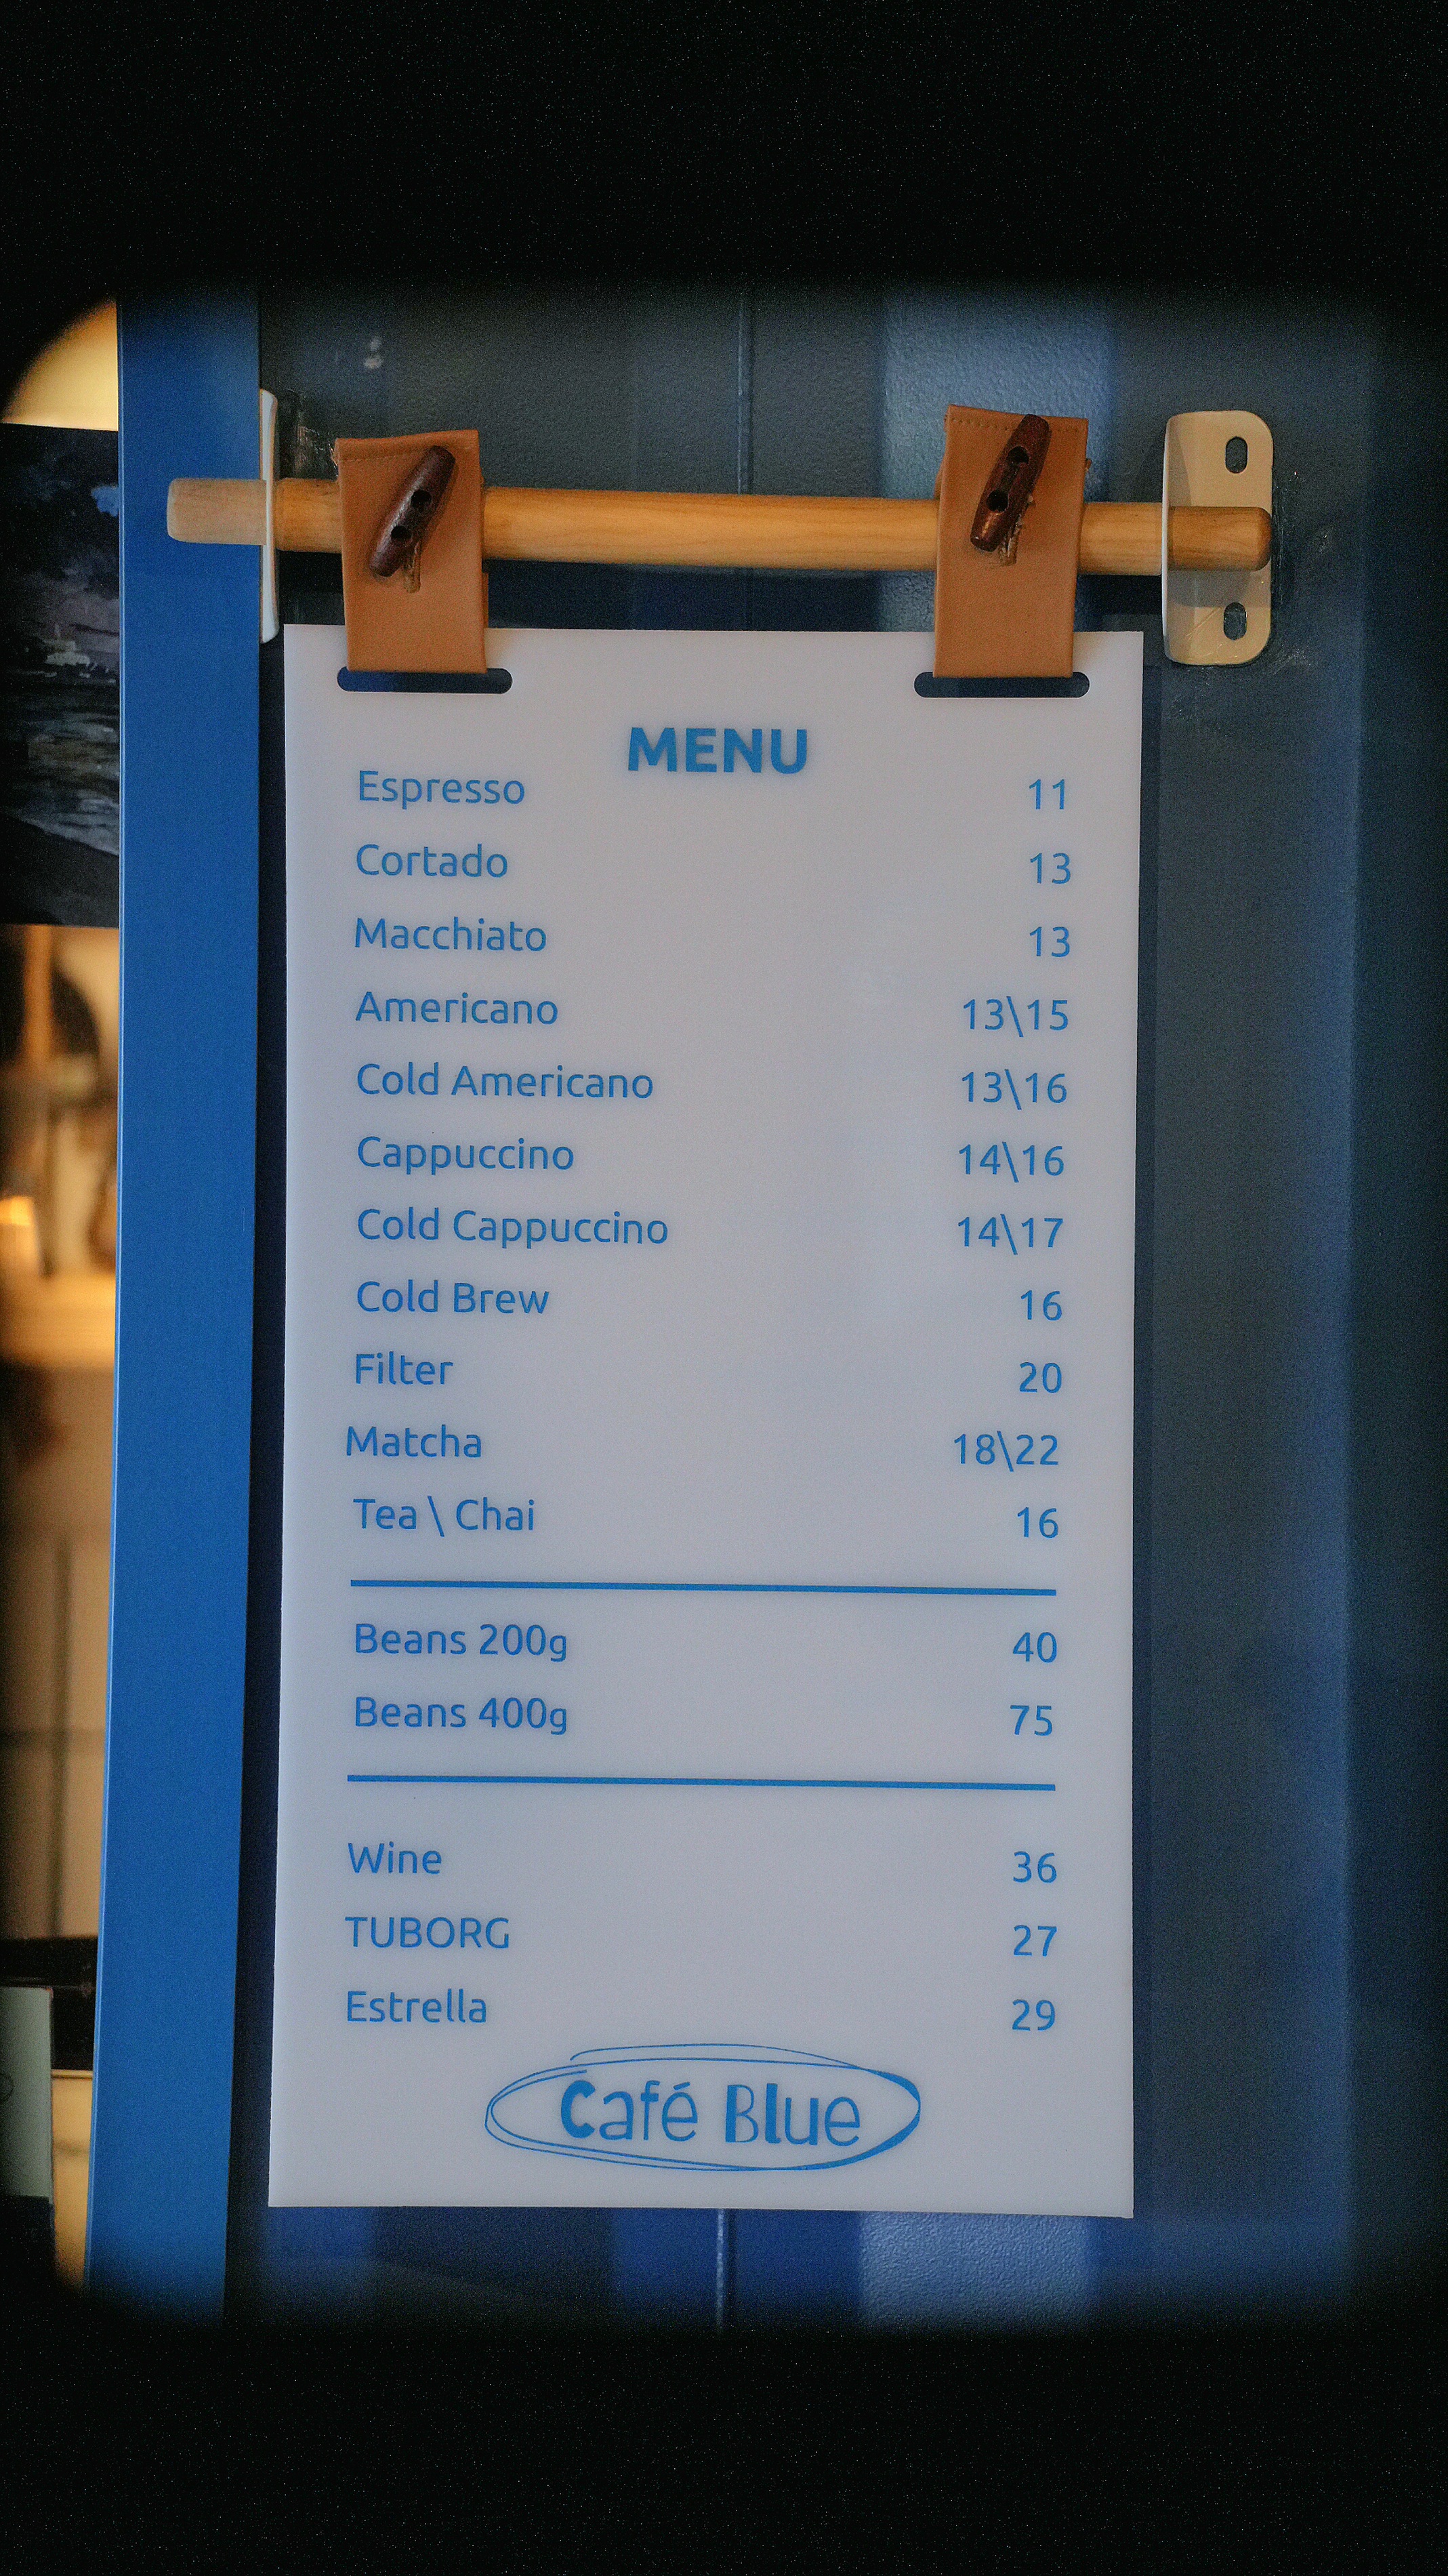 MENU
Espresso 11
Cortado 13
Macchiato 13
Americano 13\15
Cold Americano 13\16
Cappuccino 14\16
Cold Cappuccino 14\17
Cold Brew 16
Filter 20
Matcha 18\22
Tea \ Chai 16
Beans 200g 40
Beans 400g 75
Wine 36
TUBORG 27
Estrella 29
Café Blue